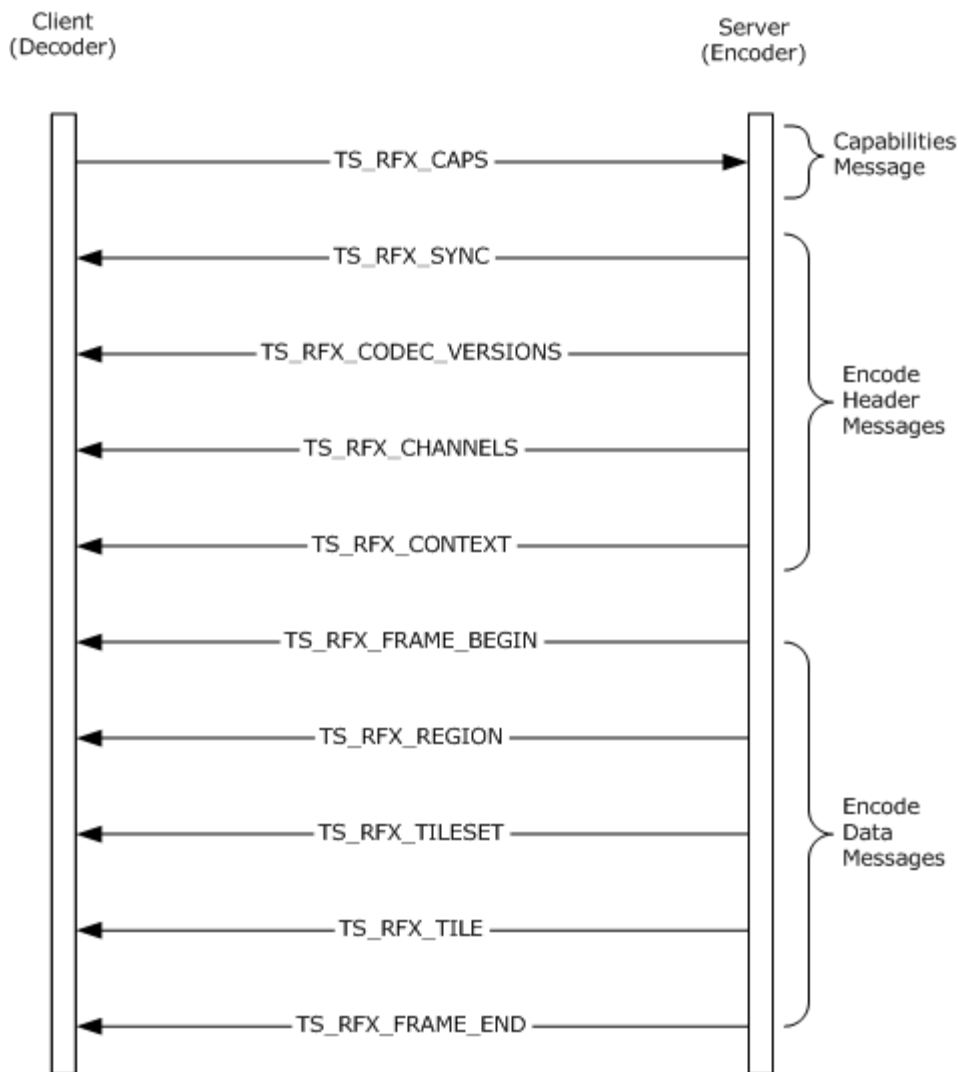 Client
(Decoder)
Server
(Encoder)
TS_RFX_CAPS
Capabilities
Message
TS_RFX_SYNC
TS_RFX_CODEC_VERSIONS
Encode
Header
Messages
TS_RFX_CHANNELS
TS_RFX_CONTEXT
TS_RFX_FRAME_BEGIN
TS_RFX_REGION
TS_RFX_TILESET
Encode
Data
Messages
TS_RFX_TILE
TS_RFX_FRAME_END